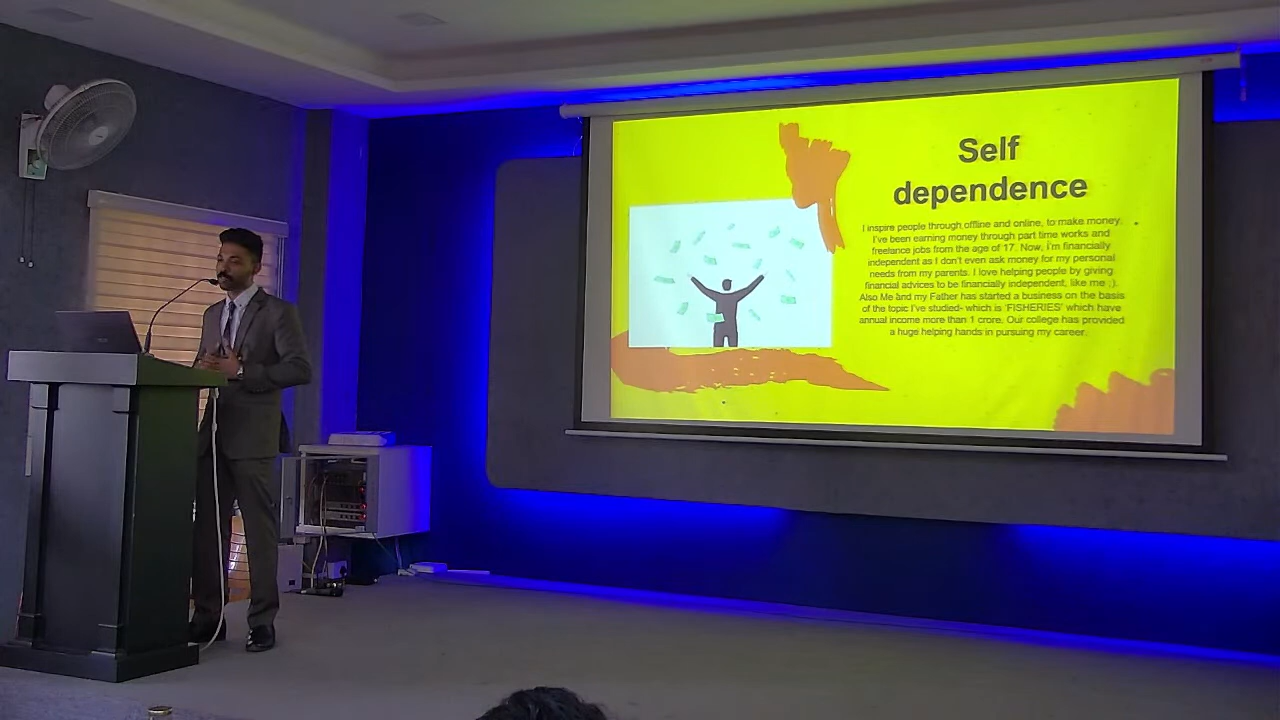 Self
dependence
I inspire people through offline and online, to make money.
I've been earning money through part time works and
freelance jobs from the age of 17. Now, I'm financially
independent as I don't even ask money for my personal
needs from my parents. I love helping people by giving
financial advices to be financially independent, like me :).
Also Me and my Father has started a business on the basis
of the topic I've studied- which is 'FISHERIES' which have
annual income more than 1 crore. Our college has provided
a huge helping hands in pursuing my career.